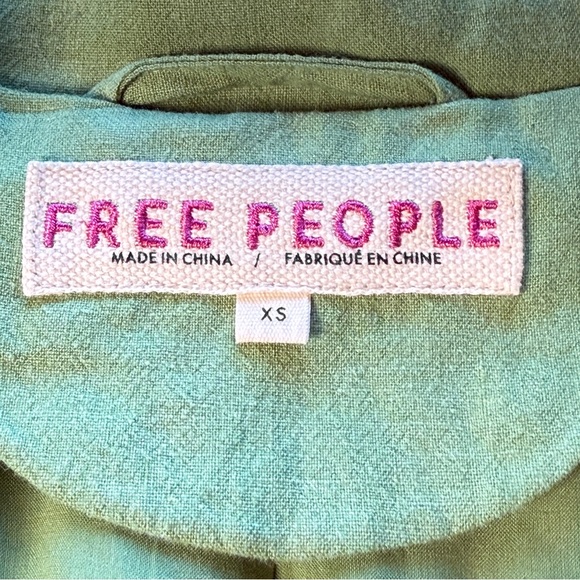 FREE PEOPLE
MADE IN CHINA / FABRIQUÉ EN CHINE
XS